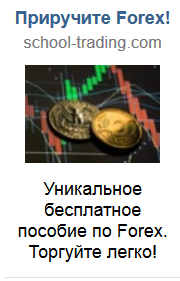 Приручите Forex!
school-trading.com
Уникальное
бесплатное
пособие по Forex.
Торгуйте легко!